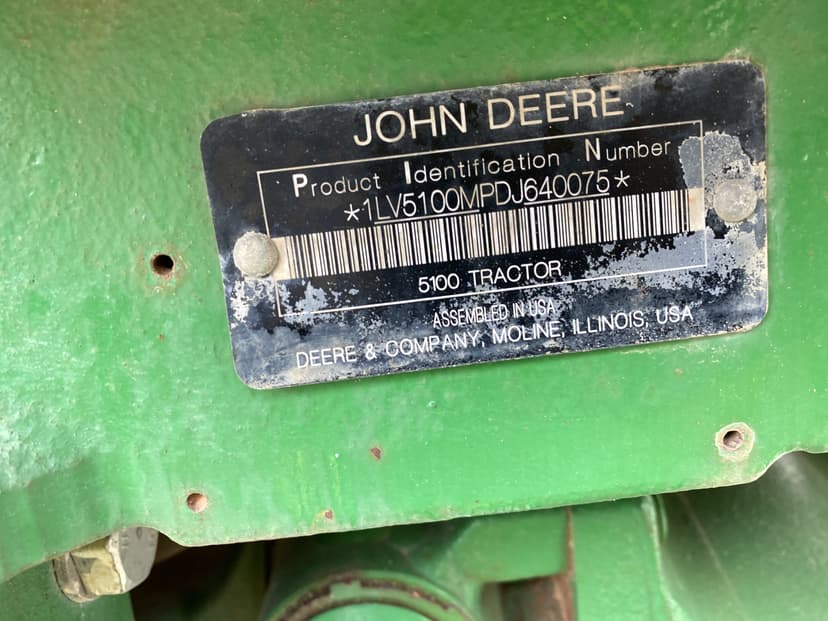 JOHN DEERE
Product Identification Number
*1LV5100MPDJ640075*
5100 TRACTOR
ASSEMBLED IN USA
DEERE & COMPANY, MOLINE, ILLINOIS, USA